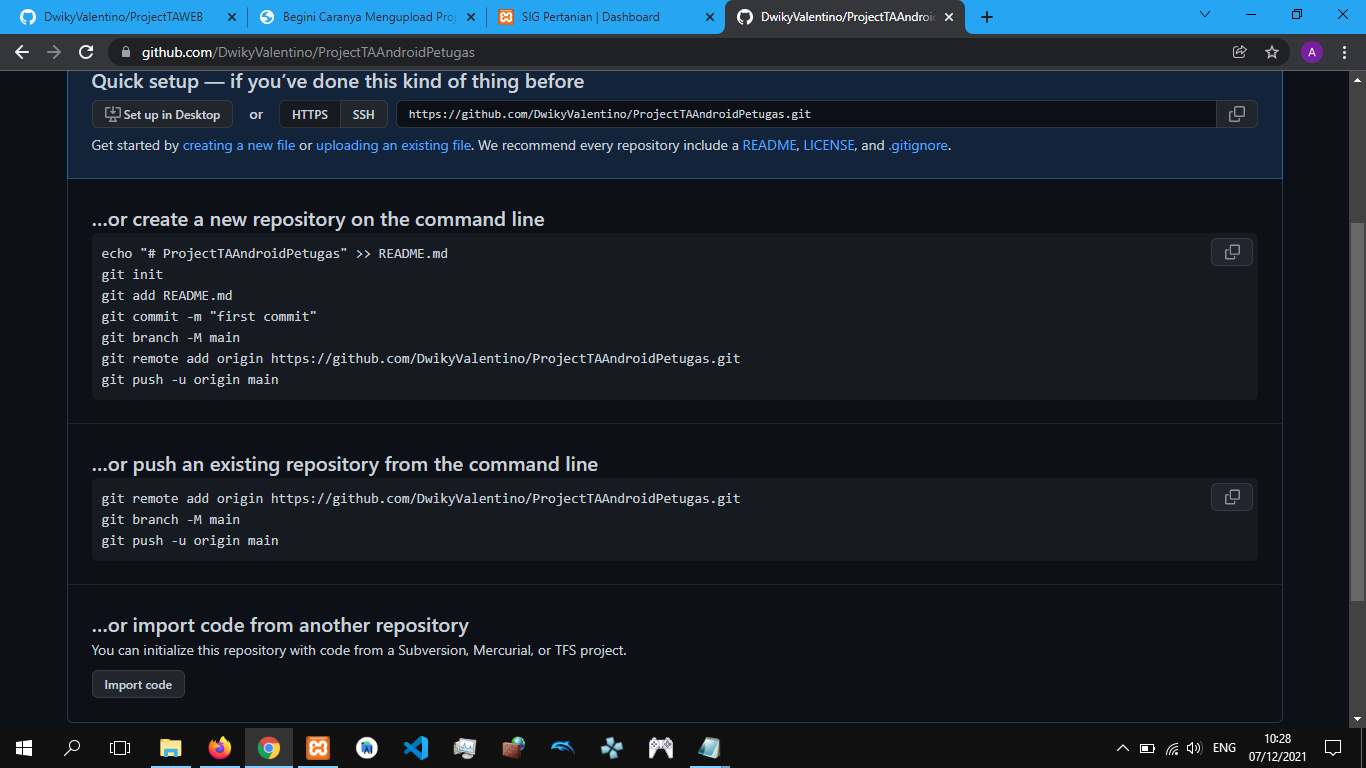 DwikyValentino/ProjectTAWEB
Begini Caranya Mengupload Pro
SIG Pertanian | Dashboard
DwikyValentino/ProjectTAAndroid
github.com/DwikyValentino/ProjectTAAndroidPetugas
A
Quick setup — if you’ve done this kind of thing before
Set up in Desktop or HTTPS SSH https://github.com/DwikyValentino/ProjectTAAndroidPetugas.git
Get started by creating a new file or uploading an existing file. We recommend every repository include a README, LICENSE, and .gitignore.
…or create a new repository on the command line
echo "# ProjectTAAndroidPetugas" >> README.md
git init
git add README.md
git commit -m "first commit"
git branch -M main
git remote add origin https://github.com/DwikyValentino/ProjectTAAndroidPetugas.git
git push -u origin main
…or push an existing repository from the command line
git remote add origin https://github.com/DwikyValentino/ProjectTAAndroidPetugas.git
git branch -M main
git push -u origin main
…or import code from another repository
You can initialize this repository with code from a Subversion, Mercurial, or TFS project.
Import code
ENG
10:28
07/12/2021